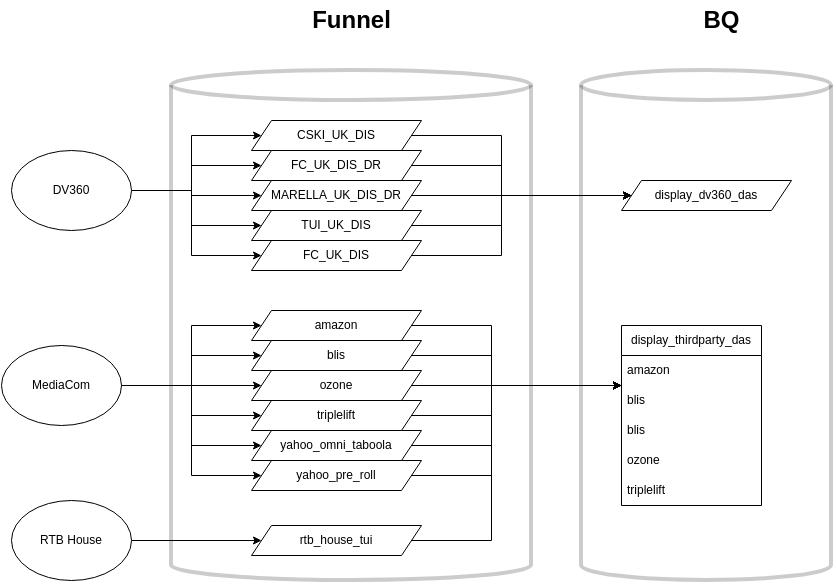 Funnel
BQ
DV360
CSKI_UK_DIS
FC_UK_DIS_DR
MARELLA_UK_DIS_DR
TUI_UK_DIS
FC_UK_DIS
display_dv360_das
MediaCom
amazon
blis
ozone
triplelift
yahoo_omni_taboola
yahoo_pre_roll
display_thirdparty_das
amazon
blis
blis
ozone
triplelift
RTB House
rtb_house_tui